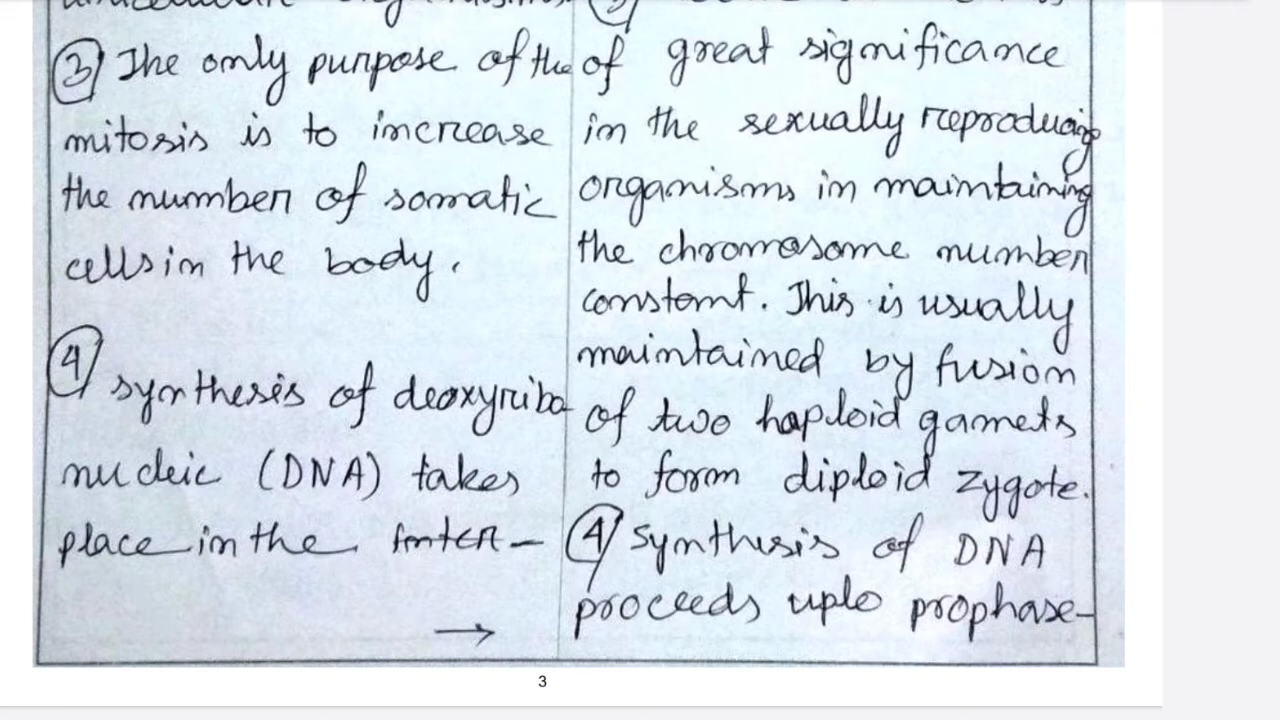 ③ The only purpose of the
mitosis is to increase
the number of somatic
cells in the body.
④
synthesis of deoxyribo
nucleic (DNA) takes
place in the inter-
→
of great significance
in the sexually reproducing
organisms in maintaining
the chromosome number
constant. This is usually
maintained by fusion
of two haploid gamets
to form diploid zygote.
④ Synthesis of DNA
proceeds upto prophase-
3